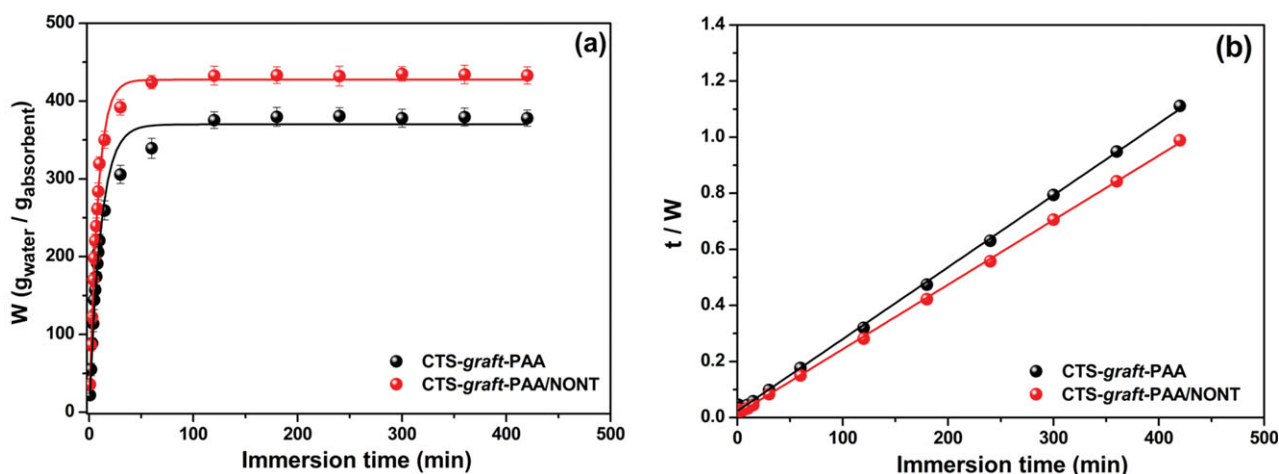 (a)
W (g_water / g_absorbent)
500
400
300
200
100
0
CTS-graft-PAA
CTS-graft-PAA/NONT
0 100 200 300 400 500
Immersion time (min)
(b)
t / W
1.4
1.2
1.0
0.8
0.6
0.4
0.2
0.0
CTS-graft-PAA
CTS-graft-PAA/NONT
0 100 200 300 400 500
Immersion time (min)